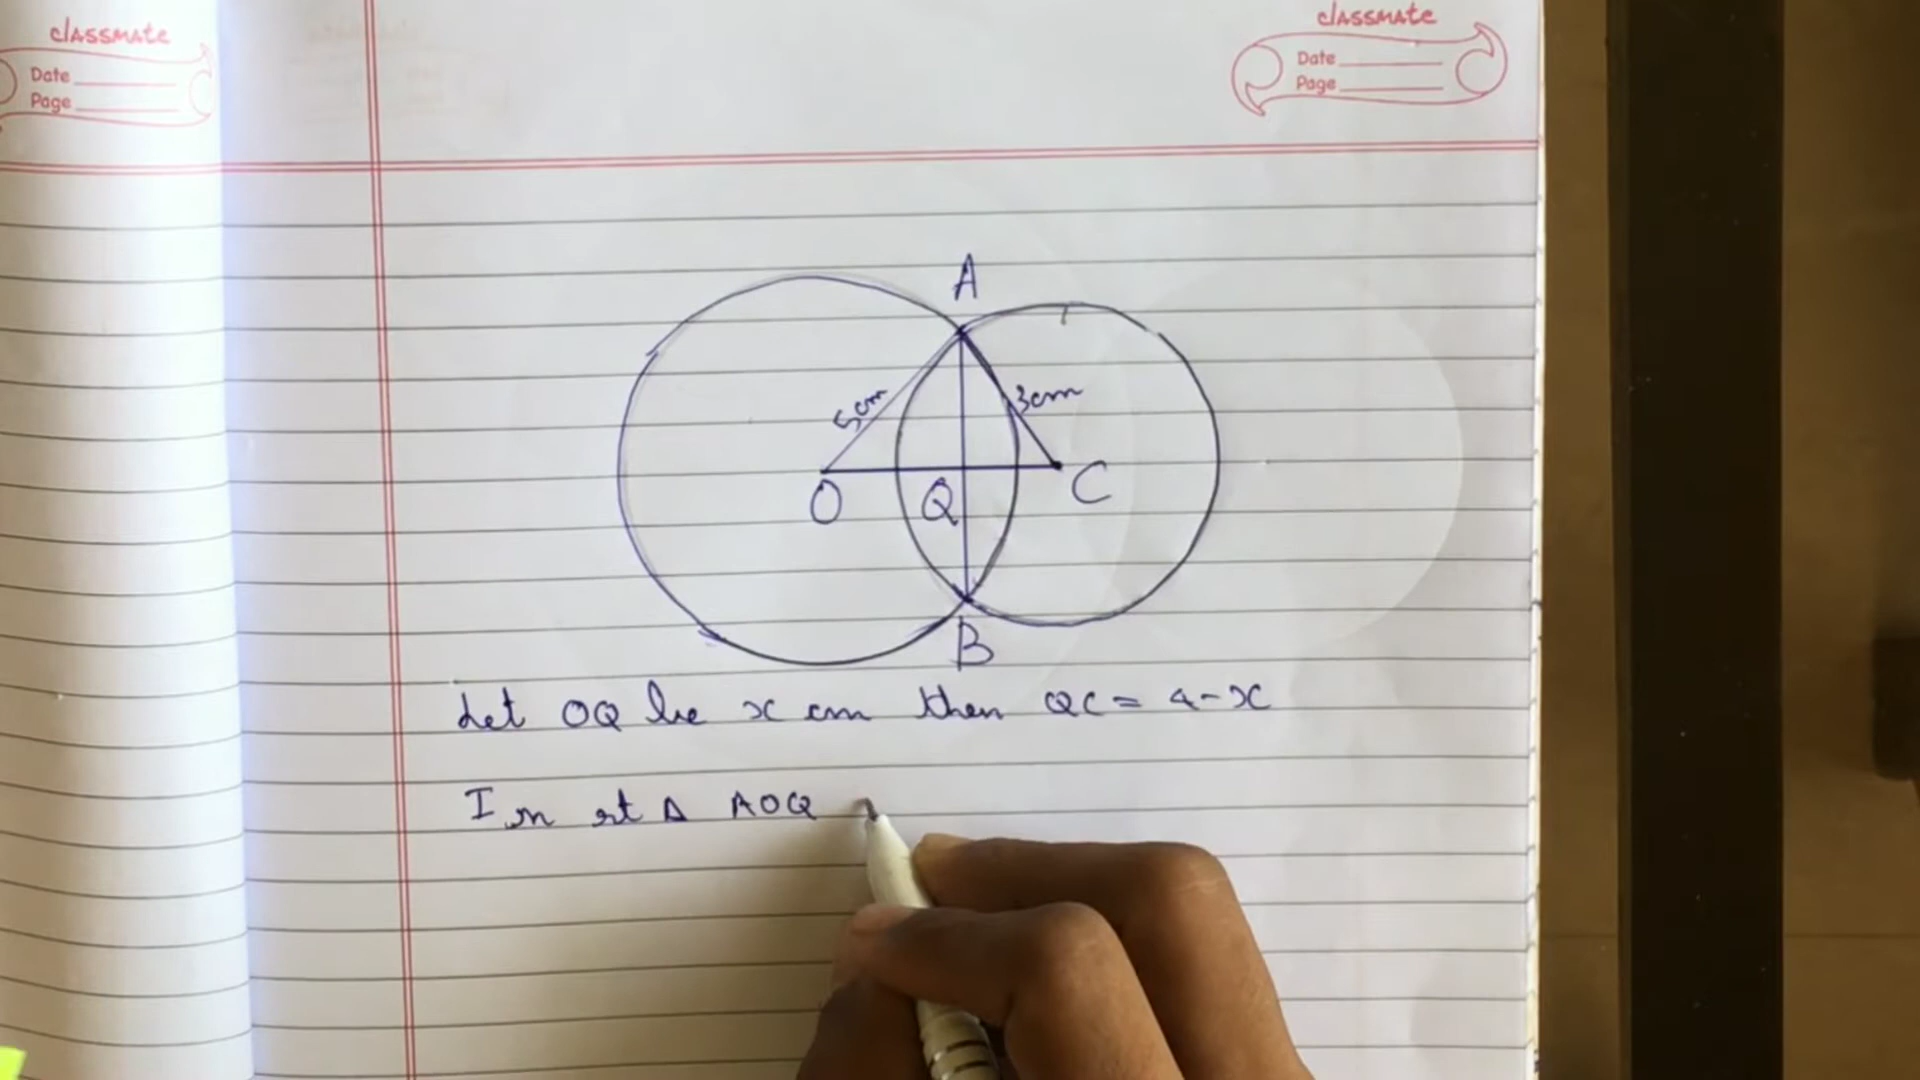 classmate
Date
Page
classmate
Date
Page
A
5cm
3cm
O
Q
C
B
Let OQ be x cm then QC = 4-x
In rt Δ AOQ